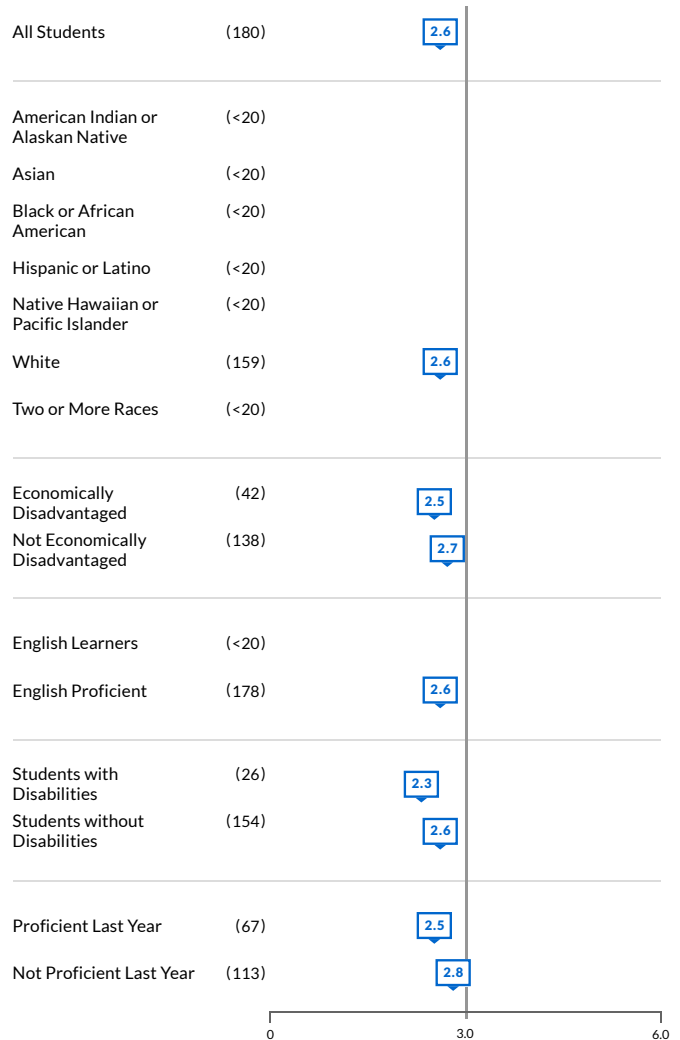 All Students (180) 2.6
American Indian or
Alaskan Native (<20)
Asian (<20)
Black or African
American (<20)
Hispanic or Latino (<20)
Native Hawaiian or
Pacific Islander (<20)
White (159) 2.6
Two or More Races (<20)
Economically
Disadvantaged (42) 2.5
Not Economically
Disadvantaged (138) 2.7
English Learners (<20)
English Proficient (178) 2.6
Students with
Disabilities (26) 2.3
Students without
Disabilities (154) 2.6
Proficient Last Year (67) 2.5
Not Proficient Last Year (113) 2.8
0 3.0 6.0